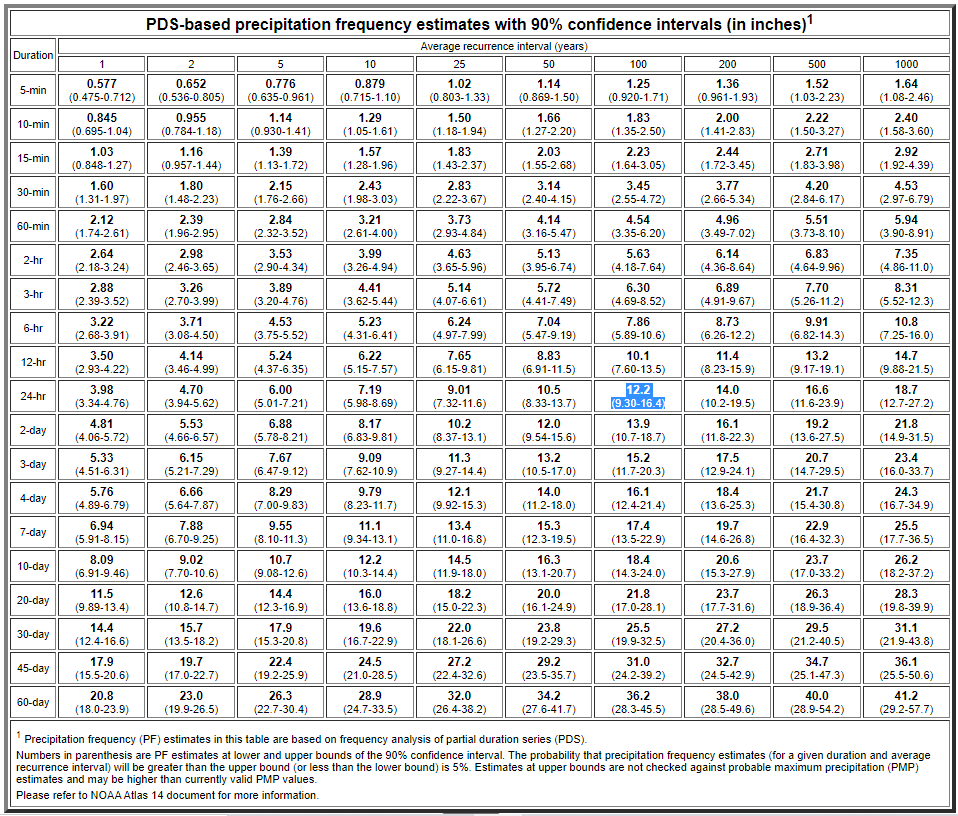 PDS-based precipitation frequency estimates with 90% confidence intervals (in inches)1
Average recurrence interval (years)
Duration 1 2 5 10 25 50 100 200 500 1000
5-min 0.577 0.652 0.776 0.879 1.02 1.14 1.25 1.36 1.52 1.64
(0.475-0.712) (0.536-0.805) (0.635-0.961) (0.715-1.10) (0.803-1.33) (0.869-1.50) (0.920-1.71) (0.961-1.93) (1.03-2.23) (1.08-2.46)
10-min 0.845 0.955 1.14 1.29 1.50 1.66 1.83 2.00 2.22 2.40
(0.695-1.04) (0.784-1.18) (0.930-1.41) (1.05-1.61) (1.18-1.94) (1.27-2.20) (1.35-2.50) (1.41-2.83) (1.50-3.27) (1.58-3.60)
15-min 1.03 1.16 1.39 1.57 1.83 2.03 2.23 2.44 2.71 2.92
(0.848-1.27) (0.957-1.44) (1.13-1.72) (1.28-1.96) (1.43-2.37) (1.55-2.68) (1.64-3.05) (1.72-3.45) (1.83-3.98) (1.92-4.39)
30-min 1.60 1.80 2.15 2.43 2.83 3.14 3.45 3.77 4.20 4.53
(1.31-1.97) (1.48-2.23) (1.76-2.66) (1.98-3.03) (2.22-3.67) (2.40-4.15) (2.55-4.72) (2.66-5.34) (2.84-6.17) (2.97-6.79)
60-min 2.12 2.39 2.84 3.21 3.73 4.14 4.54 4.96 5.51 5.94
(1.74-2.61) (1.96-2.95) (2.32-3.52) (2.61-4.00) (2.93-4.84) (3.16-5.47) (3.35-6.20) (3.49-7.02) (3.73-8.10) (3.90-8.91)
2-hr 2.64 2.98 3.53 3.99 4.63 5.13 5.63 6.14 6.83 7.35
(2.18-3.24) (2.46-3.65) (2.90-4.34) (3.26-4.94) (3.65-5.96) (3.95-6.74) (4.18-7.64) (4.36-8.64) (4.64-9.96) (4.86-11.0)
3-hr 2.88 3.26 3.89 4.41 5.14 5.72 6.30 6.89 7.70 8.31
(2.39-3.52) (2.70-3.99) (3.20-4.76) (3.62-5.44) (4.07-6.61) (4.41-7.49) (4.69-8.52) (4.91-9.67) (5.26-11.2) (5.52-12.3)
6-hr 3.22 3.71 4.53 5.23 6.24 7.04 7.86 8.73 9.91 10.8
(2.68-3.91) (3.08-4.50) (3.75-5.52) (4.31-6.41) (4.97-7.99) (5.47-9.19) (5.89-10.6) (6.26-12.2) (6.82-14.3) (7.25-16.0)
12-hr 3.50 4.14 5.24 6.22 7.65 8.83 10.1 11.4 13.2 14.7
(2.93-4.22) (3.46-4.99) (4.37-6.35) (5.15-7.57) (6.15-9.81) (6.91-11.5) (7.60-13.5) (8.23-15.9) (9.17-19.1) (9.88-21.5)
24-hr 3.98 4.70 6.00 7.19 9.01 10.5 12.2 14.0 16.6 18.7
(3.34-4.76) (3.94-5.62) (5.01-7.21) (5.98-8.69) (7.32-11.6) (8.33-13.7) (9.30-16.4) (10.2-19.5) (11.6-23.9) (12.7-27.2)
2-day 4.81 5.53 6.88 8.17 10.2 12.0 13.9 16.1 19.2 21.8
(4.06-5.72) (4.66-6.57) (5.78-8.21) (6.83-9.81) (8.37-13.1) (9.54-15.6) (10.7-18.7) (11.8-22.3) (13.6-27.5) (14.9-31.5)
3-day 5.33 6.15 7.67 9.09 11.3 13.2 15.2 17.5 20.7 23.4
(4.51-6.31) (5.21-7.29) (6.47-9.12) (7.62-10.9) (9.27-14.4) (10.5-17.0) (11.7-20.3) (12.9-24.1) (14.7-29.5) (16.0-33.7)
4-day 5.76 6.66 8.29 9.79 12.1 14.0 16.1 18.4 21.7 24.3
(4.89-6.79) (5.64-7.87) (7.00-9.83) (8.23-11.7) (9.92-15.3) (11.2-18.0) (12.4-21.4) (13.6-25.3) (15.4-30.8) (16.7-34.9)
7-day 6.94 7.88 9.55 11.1 13.4 15.3 17.4 19.7 22.9 25.5
(5.91-8.15) (6.70-9.25) (8.10-11.3) (9.34-13.1) (11.0-16.8) (12.3-19.5) (13.5-22.9) (14.6-26.8) (16.4-32.3) (17.7-36.5)
10-day 8.09 9.02 10.7 12.2 14.5 16.3 18.4 20.6 23.7 26.2
(6.91-9.46) (7.70-10.6) (9.08-12.6) (10.3-14.4) (11.9-18.0) (13.1-20.7) (14.3-24.0) (15.3-27.9) (17.0-33.2) (18.2-37.2)
20-day 11.5 12.6 14.4 16.0 18.2 20.0 21.8 23.7 26.3 28.3
(9.89-13.4) (10.8-14.7) (12.3-16.9) (13.6-18.8) (15.0-22.3) (16.1-24.9) (17.0-28.1) (17.7-31.6) (18.9-36.4) (19.8-39.9)
30-day 14.4 15.7 17.9 19.6 22.0 23.8 25.5 27.2 29.5 31.1
(12.4-16.6) (13.5-18.2) (15.3-20.8) (16.7-22.9) (18.1-26.6) (19.2-29.3) (19.9-32.5) (20.4-36.0) (21.2-40.5) (21.9-43.8)
45-day 17.9 19.7 22.4 24.5 27.2 29.2 31.0 32.7 34.7 36.1
(15.5-20.6) (17.0-22.7) (19.2-25.9) (21.0-28.5) (22.4-32.6) (23.5-35.7) (24.2-39.2) (24.5-42.9) (25.1-47.3) (25.5-50.6)
60-day 20.8 23.0 26.3 28.9 32.0 34.2 36.2 38.0 40.0 41.2
(18.0-23.9) (19.9-26.5) (22.7-30.4) (24.7-33.5) (26.4-38.2) (27.6-41.7) (28.3-45.5) (28.5-49.6) (28.9-54.2) (29.2-57.7)
1 Precipitation frequency (PF) estimates in this table are based on frequency analysis of partial duration series (PDS).
Numbers in parenthesis are PF estimates at lower and upper bounds of the 90% confidence interval. The probability that precipitation frequency estimates (for a given duration and average
recurrence interval) will be greater than the upper bound (or less than the lower bound) is 5%. Estimates at upper bounds are not checked against probable maximum precipitation (PMP)
estimates and may be higher than currently valid PMP values.
Please refer to NOAA Atlas 14 document for more information.